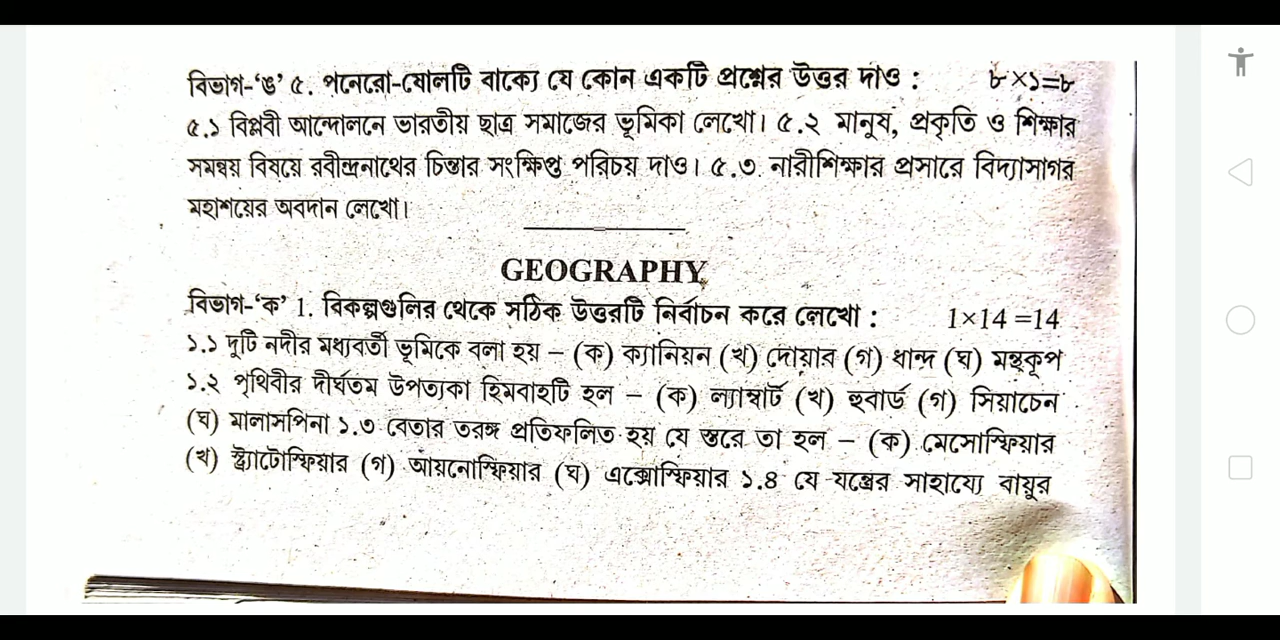 বিভাগ-‘ঙ’ ৫. পনেরো-ষোলটি বাক্যে যে কোন একটি প্রশ্নের উত্তর দাও : ৮×১=৮
৫.১ বিপ্লবী আন্দোলনে ভারতীয় ছাত্র সমাজের ভূমিকা লেখো। ৫.২ মানুষ, প্রকৃতি ও শিক্ষার
সমন্বয় বিষয়ে রবীন্দ্রনাথের চিন্তার সংক্ষিপ্ত পরিচয় দাও। ৫.৩. নারীশিক্ষার প্রসারে বিদ্যাসাগর
মহাশয়ের অবদান লেখো।
GEOGRAPHY
বিভাগ-‘ক’ 1. বিকল্পগুলির থেকে সঠিক উত্তরটি নির্বাচন করে লেখো : 1×14 =14
১.১ দুটি নদীর মধ্যবর্তী ভূমিকে বলা হয় – (ক) ক্যানিয়ন (খ) দোয়ার (গ) ধান্দ (ঘ) মন্থকূপ
১.২ পৃথিবীর দীর্ঘতম উপত্যকা হিমবাহটি হল – (ক) ল্যাম্বার্ট (খ) হুবার্ড (গ) সিয়াচেন
(ঘ) মালাসপিনা ১.৩ বেতার তরঙ্গ প্রতিফলিত হয় যে স্তরে তা হল – (ক) মেসোস্ফিয়ার
(খ) স্ট্র্যাটোস্ফিয়ার (গ) আয়নোস্ফিয়ার (ঘ) এক্সোস্ফিয়ার ১.৪ যে যন্ত্রের সাহায্যে বায়ুর